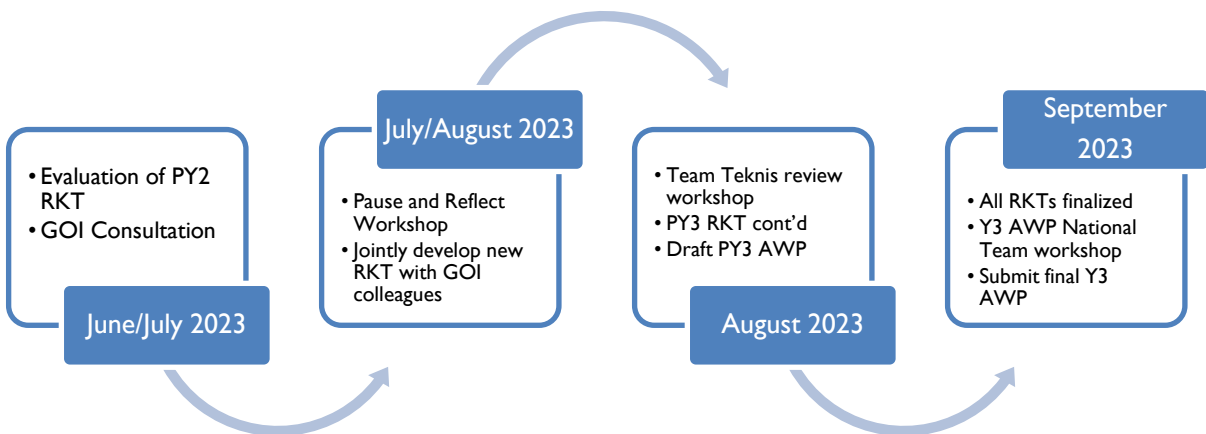 • Evaluation of PY2
RKT
• GOI Consultation
June/July 2023
July/August 2023
• Pause and Reflect
Workshop
• Jointly develop new
RKT with GOI
colleagues
• Team Teknis review
workshop
• PY3 RKT cont’d
• Draft PY3 AWP
August 2023
September
2023
• All RKTs finalized
• Y3 AWP National
Team workshop
• Submit final Y3
AWP